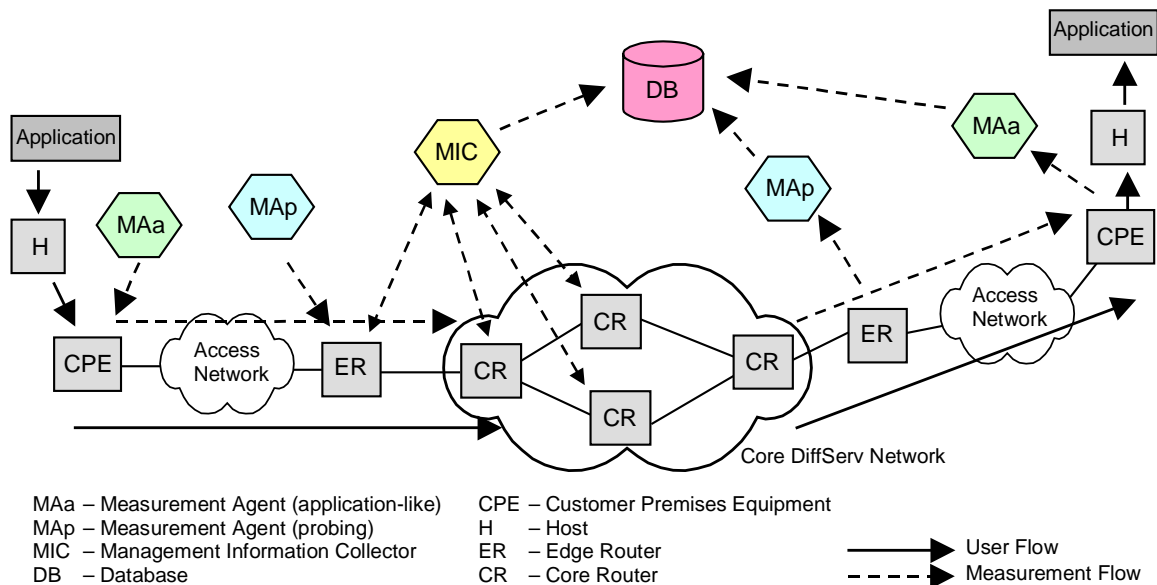 Application
DB
Application
MIC
MAa
H
Application
MAp
MAp
H
MAa
CPE
CR
Access
Network
ER
CPE
Access
Network
ER
CR
CR
CR
Core DiffServ Network
MAa – Measurement Agent (application-like)
MAp – Measurement Agent (probing)
MIC – Management Information Collector
DB – Database
CPE – Customer Premises Equipment
H – Host
ER – Edge Router
CR – Core Router
User Flow
Measurement Flow